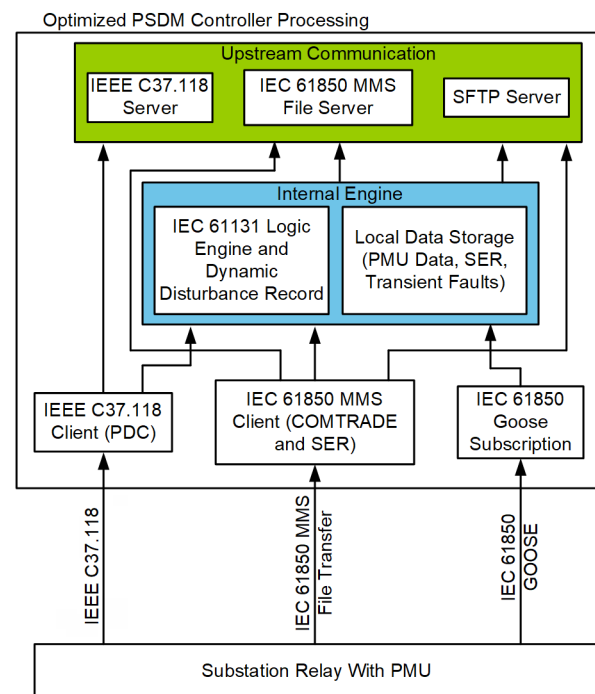 Optimized PSDM Controller Processing
Upstream Communication
IEEE C37.118
Server
IEC 61850 MMS
File Server
SFTP Server
Internal Engine
IEC 61131 Logic
Engine and
Dynamic
Disturbance Record
Local Data Storage
(PMU Data, SER,
Transient Faults)
IEEE C37.118
Client (PDC)
IEC 61850 MMS
Client (COMTRADE
and SER)
IEC 61850
Goose
Subscription
IEEE C37.118
IEC 61850 MMS
File Transfer
IEC 61850
GOOSE
Substation Relay With PMU